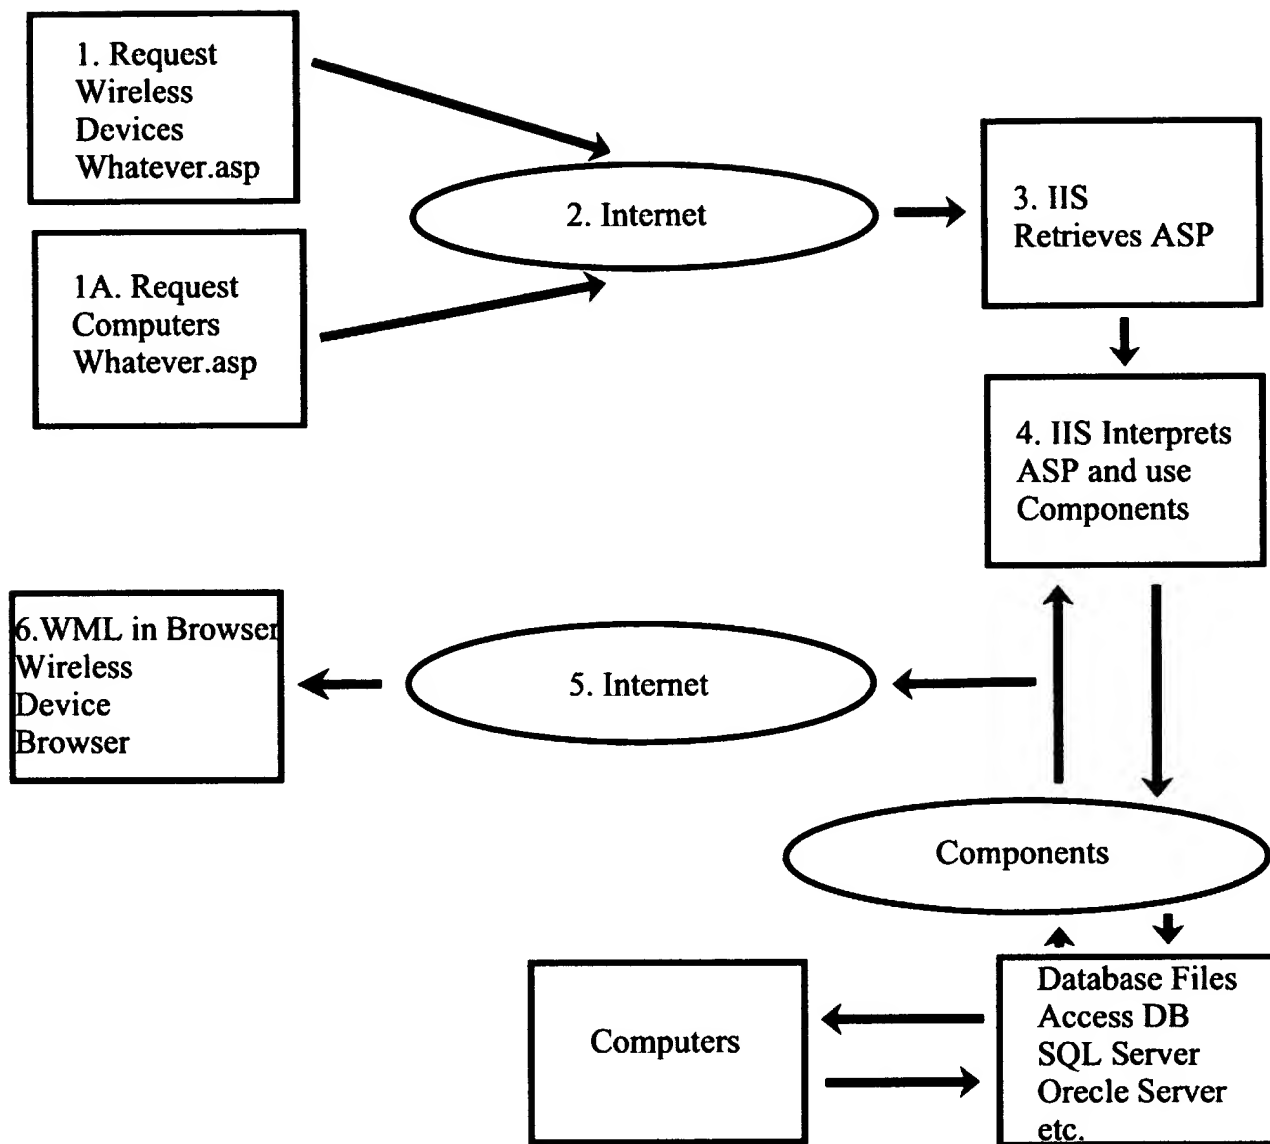 1. Request
Wireless
Devices
Whatever.asp
1A. Request
Computers
Whatever.asp
2. Internet
3. IIS
Retrieves ASP
4. IIS Interprets
ASP and use
Components
5. Internet
6.WML in Browser
Wireless
Device
Browser
Components
Computers
Database Files
Access DB
SQL Server
Orecle Server
etc.